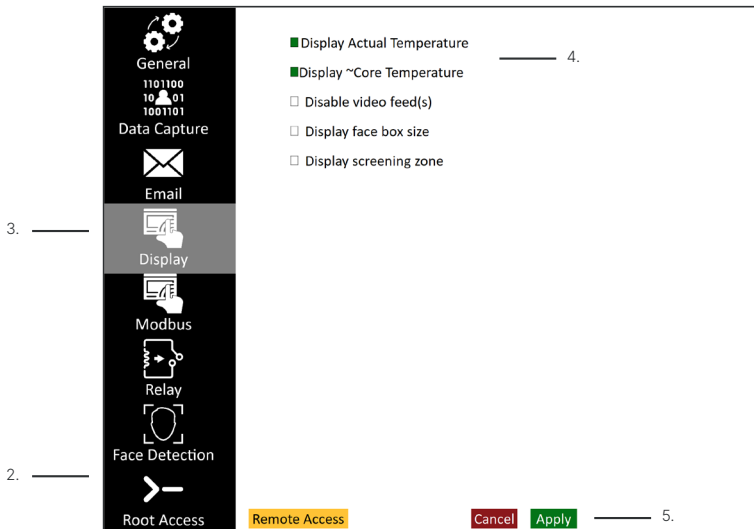 General
1101100
10 01
1001101
Data Capture
Email
3.
Display
Modbus
Relay
Face Detection
2.
Root Access
Display Actual Temperature
4.
Display ~Core Temperature
Disable video feed(s)
Display face box size
Display screening zone
Remote Access
Cancel
Apply
5.